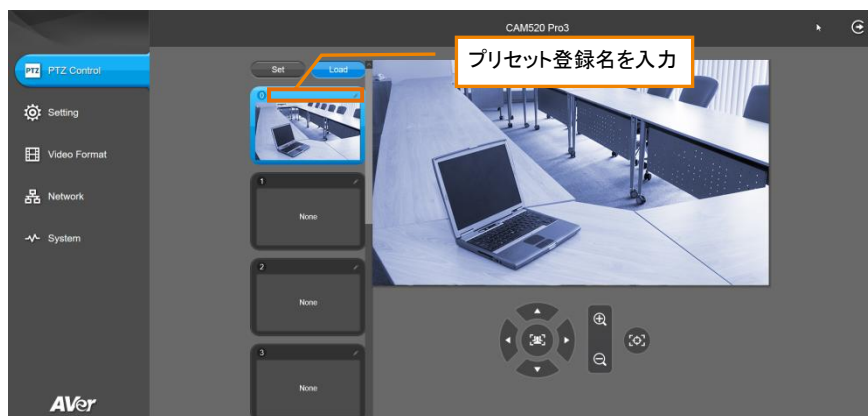 CAM520 Pro3
プリセット登録名を入力
PTZ PTZ Control
Setting
Video Format
Network
System
AVer
Set Load
0
1
None
2
None
3
None